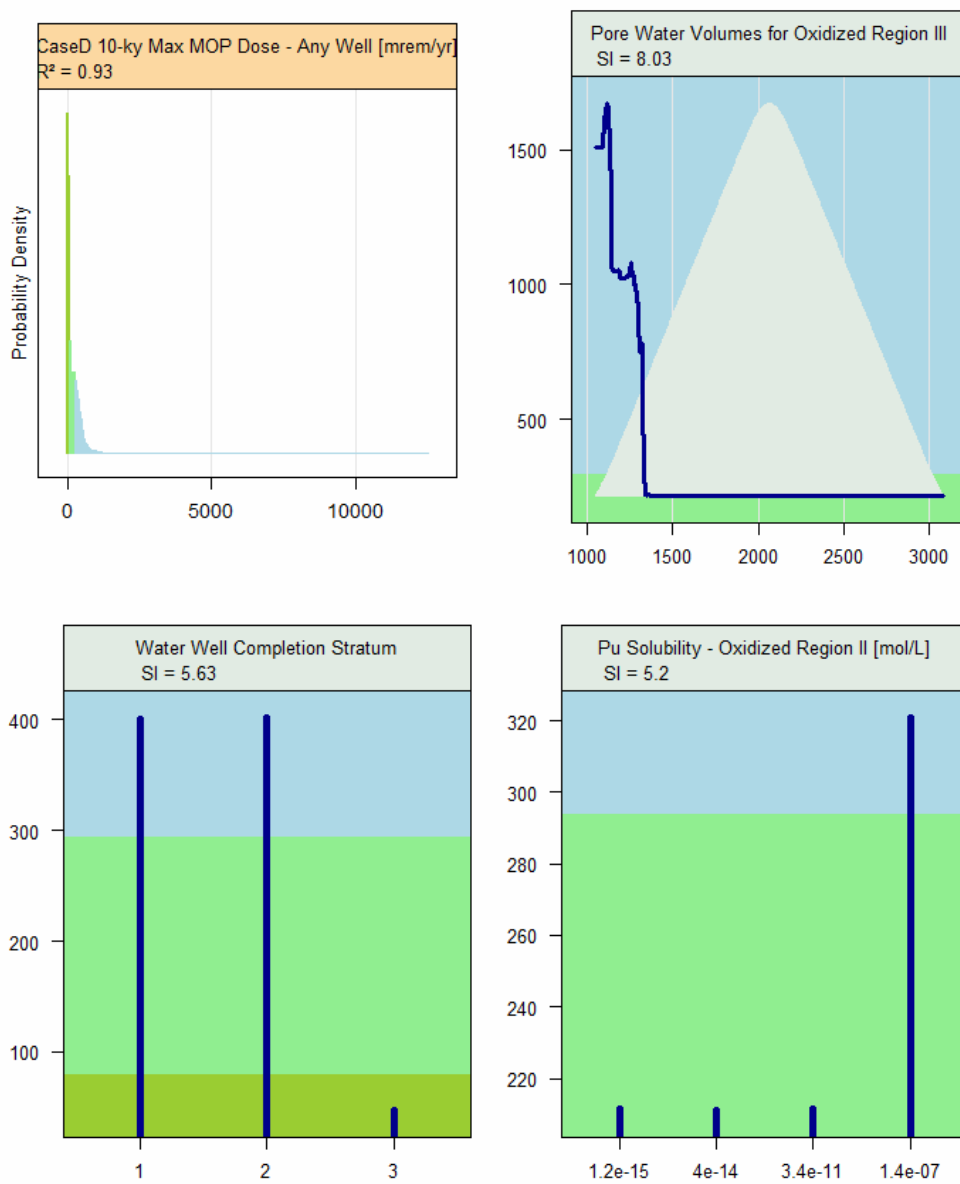 CaseD 10-ky Max MOP Dose - Any Well [mrem/yr]
R² = 0.93
Probability Density
0 5000 10000
Pore Water Volumes for Oxidized Region III
SI = 8.03
1500
1000
500
1000 1500 2000 2500 3000
Water Well Completion Stratum
SI = 5.63
400
300
200
100
1 2 3
Pu Solubility - Oxidized Region II [mol/L]
SI = 5.2
320
300
280
260
240
220
1.2e-15 4e-14 3.4e-11 1.4e-07